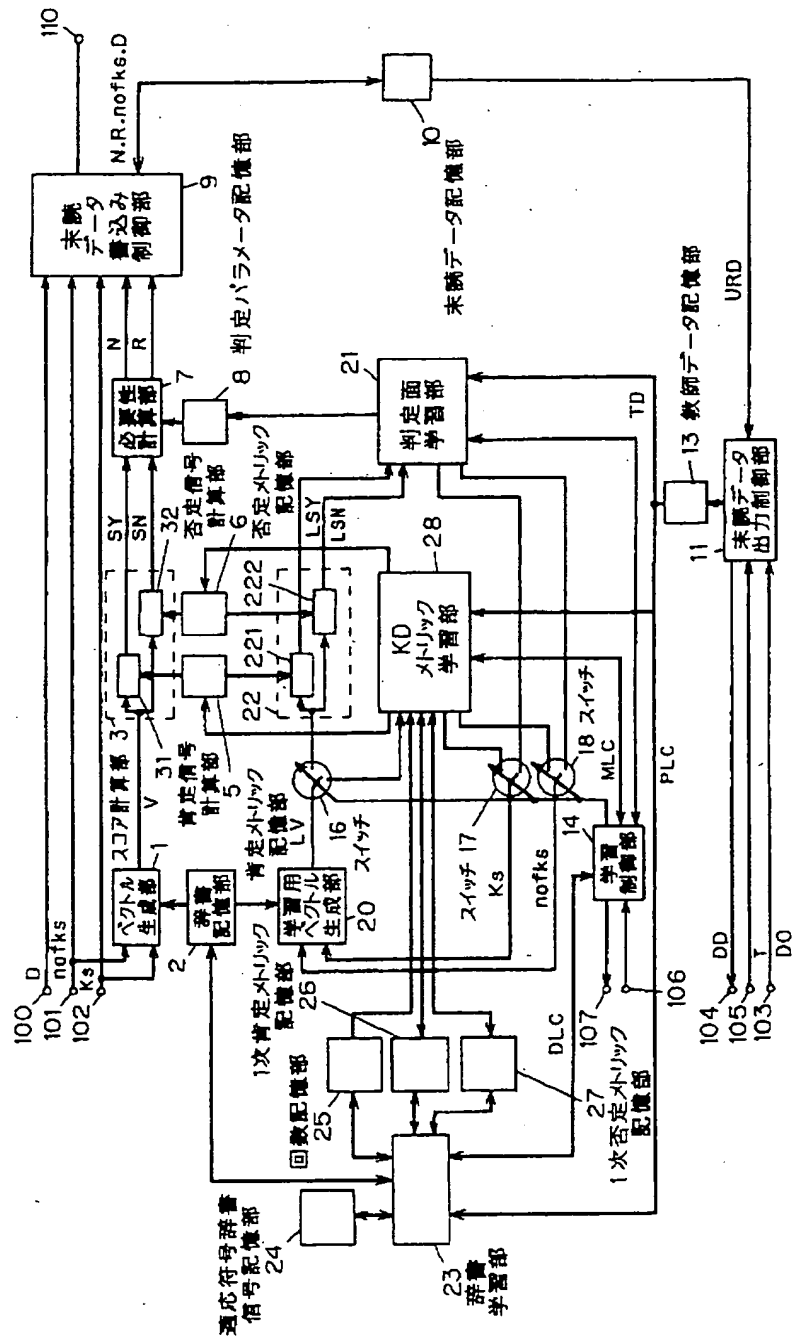 100
D
101
nofks
102
Ks
ベクトル
生成部
1
V
スコア計算部
3
31
32
SY
SN
必要性
計算部
7
N
R
未読
データ
書込み
制御部
9
110
N.R.nofks.D
辞書
記憶部
2
肯定信号
計算部
5
否定信号
計算部
6
8 判定パラメータ記憶部
10
未読データ記憶部
学習用
ベクトル
生成部
20
肯定メトリック
記憶部
LV
16
スイッチ
22
221
222
否定メトリック
記憶部
LSY
LSN
判定面
学習部
21
1次肯定メトリック
記憶部
26
回数記憶部
25
KD
メトリック
学習部
28
適応符号辞書
信号記憶部
24
23
辞書
学習部
27
1次否定メトリック
記憶部
スイッチ 17
Ks
18 スイッチ
nofks
MLC
PLC
14
学習
制御部
DLC
107
106
TD
13 教師データ記憶部
URD
11
未読データ
出力制御部
104
DD
105
T
103
DO